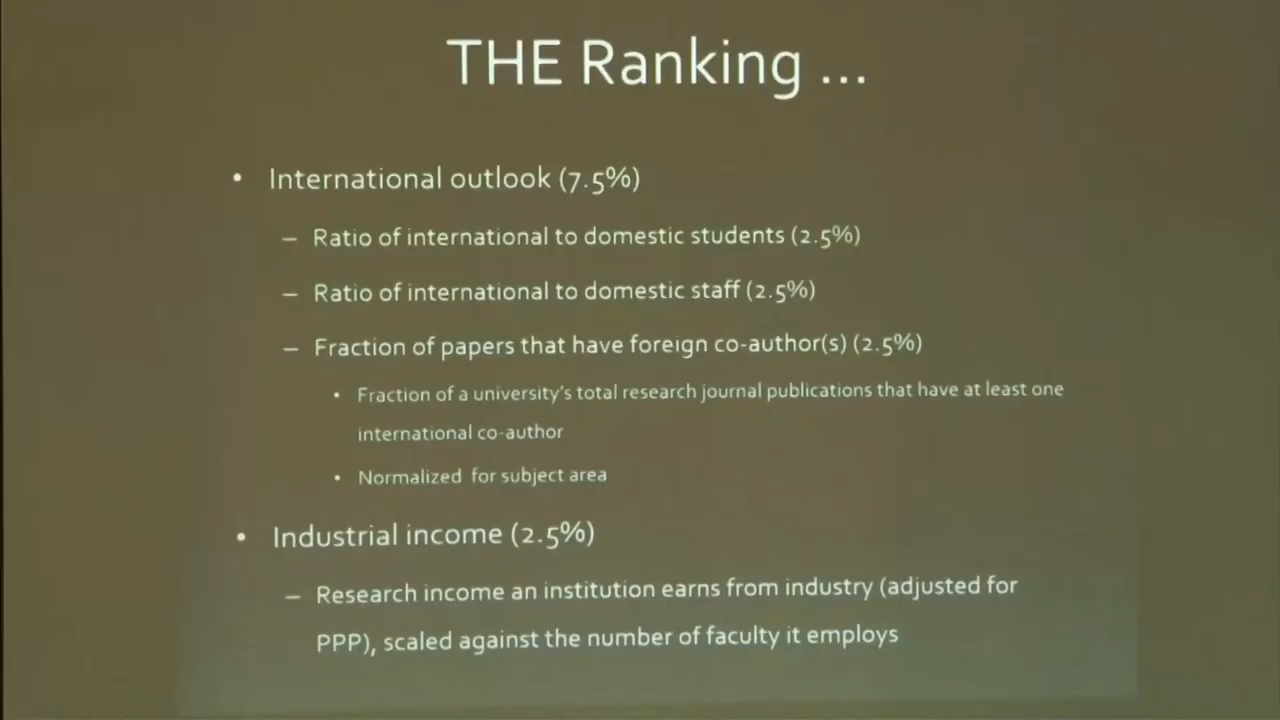 THE Ranking ...
• International outlook (7.5%)
– Ratio of international to domestic students (2.5%)
– Ratio of international to domestic staff (2.5%)
– Fraction of papers that have foreign co-author(s) (2.5%)
• Fraction of a university's total research journal publications that have at least one
international co-author
• Normalized for subject area
• Industrial income (2.5%)
– Research income an institution earns from industry (adjusted for
PPP), scaled against the number of faculty it employs